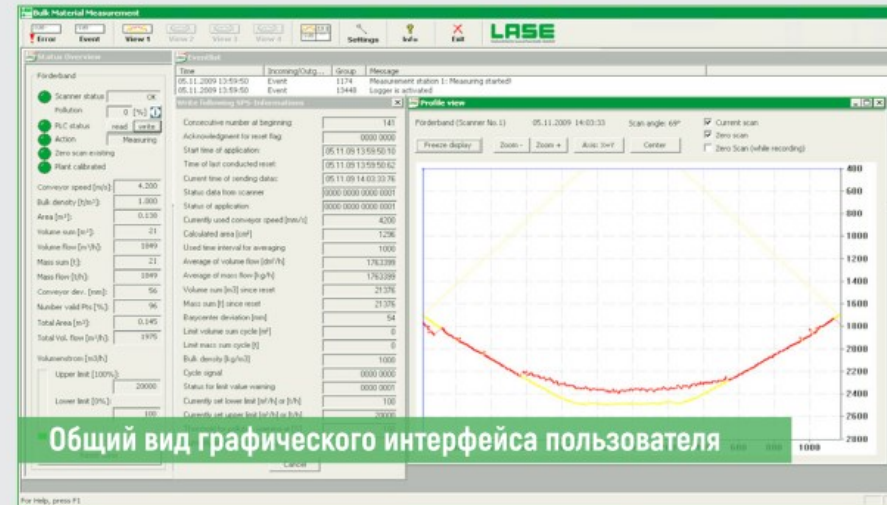 Bulk Material Measurement
Error Event View 1 View 2 View 3 View 4 Settings Info Exit
LASE
Status Overview
Förderband
Scanner status OK
Pollution 0 [%]
PLC status read write
Action Measuring
Zero scan existing
Plant calibrated
Conveyor speed [m/s]: 4.200
Bulk density [t/m³]: 1.000
Area [m²]: 0.130
Volume sum [m³]: 21
Volume flow [m³/h]: 1849
Mass sum [t]: 21
Mass flow [t/h]: 1849
Conveyor dev. [mm]: 56
Number valid Pts [%]: 96
Total Area [m²]: 0.145
Total Vol. flow [m³/h]: 1975
Volumenstrom [m3/h]
Upper limit [100%]:
20000
Lower limit [0%]:
100
Eventlist
Time Incoming/Outg... Group Message
05.11.2009 13:59:50 Event 1174 Measurement station 1: Measuring started!
05.11.2009 13:59:50 Event 13448 Logger is activated
Write following SPS-Informations
Consecutive number at beginning: 141
Acknowledgment for reset flag: 0000 0000
Start time of application: 05.11.09 13:59:50:10
Time of last conducted reset: 05.11.09 13:59:50:62
Current time of sending datas: 05.11.09 14:03:33:76
Status data from scanner 0000 0000 0000 0001
Status of application 0000 0000 0000 0001
Currently used conveyor speed [mm/s] 4200
Calculated area [cm²] 1296
Used time interval for averaging 1000
Average of volume flow [dm³/h] 1763399
Average of mass flow [kg/h] 1763399
Volume sum [m3] since reset 21376
Mass sum [t] since reset 21376
Barycenter deviation [mm] 54
Limit volume sum cycle [m³] 0
Limit mass sum cycle [t] 0
Bulk density [kg/m3] 1000
Cycle signal 0000 0000
Status for limit value warning 0000 0001
Currently set lower limit [m³/h] or [t/h] 100
Currently set upper limit [m³/h] or [t/h] 20000
Cancel
Profile view
Förderband (Scanner No.1) 05.11.2009 14:03:33 Scan angle: 69°
Current scan
Zero scan
Zero Scan (while recording)
Freeze display Zoom - Zoom + Axis: X=Y Center
400
600
800
1000
1200
1400
1600
1800
2000
2200
2400
2600
2800
600 800 1000
Общий вид графического интерфейса пользователя
For Help, press F1